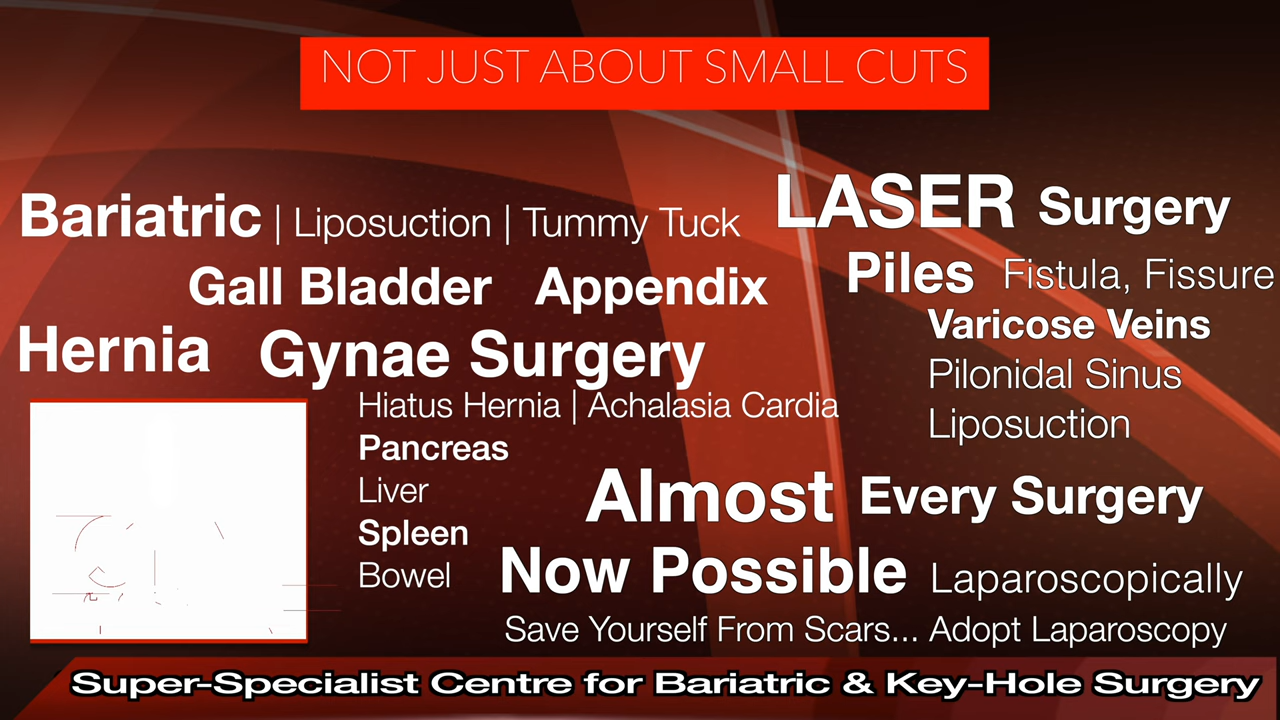 NOT JUST ABOUT SMALL CUTS
Bariatric | Liposuction | Tummy Tuck
Gall Bladder Appendix
Hernia Gynae Surgery
Hiatus Hernia | Achalasia Cardia
Pancreas
Liver
Spleen
Bowel
LASER Surgery
Piles Fistula, Fissure
Varicose Veins
Pilonidal Sinus
Liposuction
Almost Every Surgery
Now Possible Laparoscopically
Save Yourself From Scars... Adopt Laparoscopy
Super-Specialist Centre for Bariatric & Key-Hole Surgery